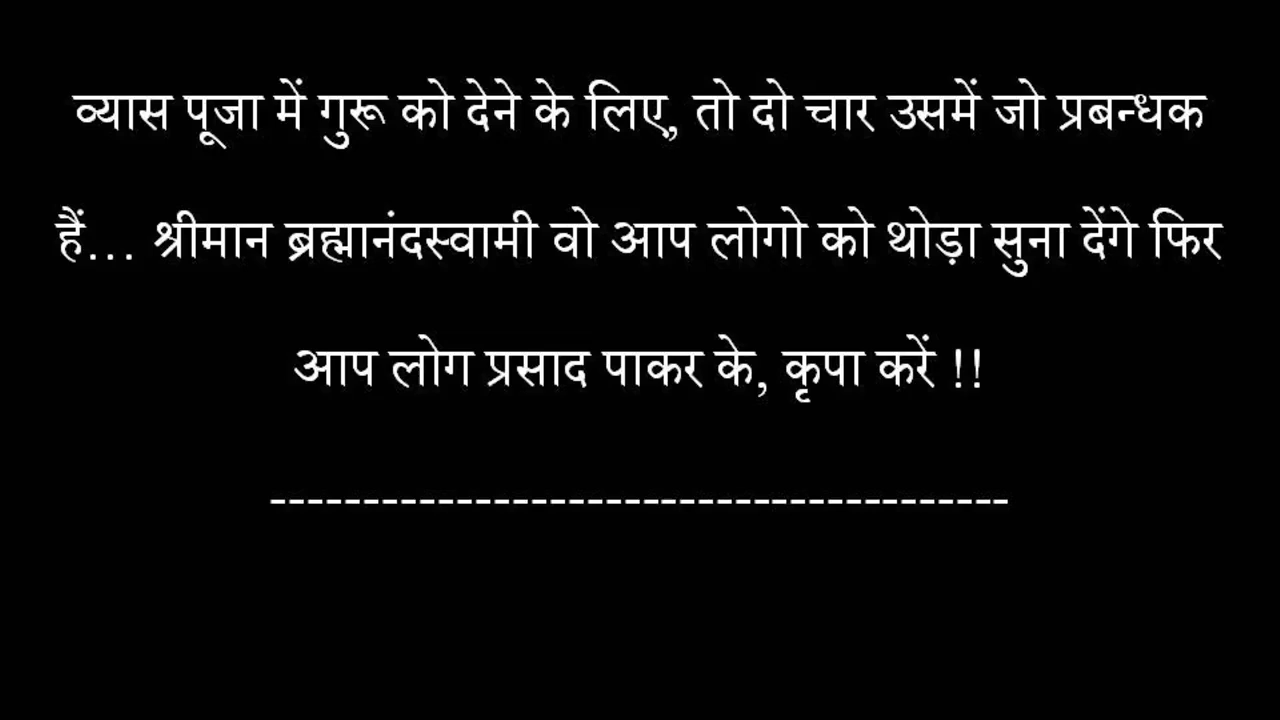 व्यास पूजा में गुरू को देने के लिए, तो दो चार उसमें जो प्रबन्धक
हैं... श्रीमान ब्रह्मानंदस्वामी वो आप लोगो को थोड़ा सुना देंगे फिर
आप लोग प्रसाद पाकर के, कृपा करें !!
----------------------------------------